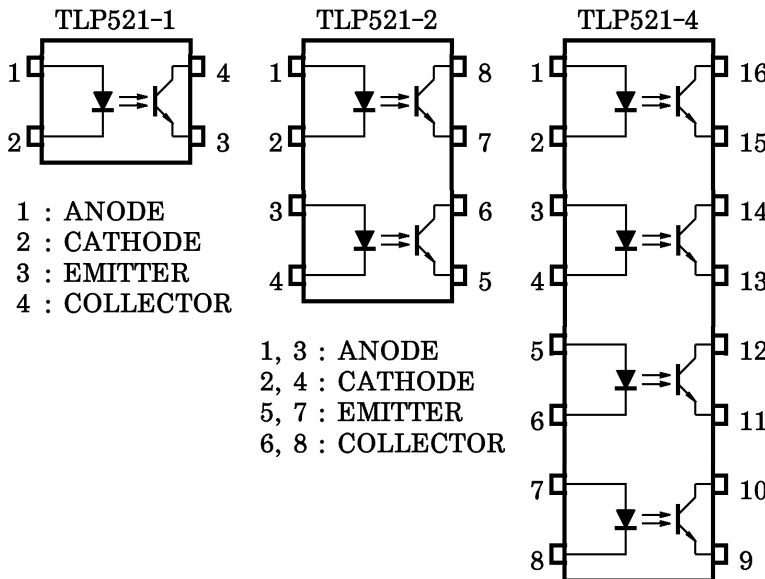 TLP521-1
1
4
2
3
1 : ANODE
2 : CATHODE
3 : EMITTER
4 : COLLECTOR
TLP521-2
1
8
2
7
3
6
4
5
1, 3 : ANODE
2, 4 : CATHODE
5, 7 : EMITTER
6, 8 : COLLECTOR
TLP521-4
1
16
2
15
3
14
4
13
5
12
6
11
7
10
8
9